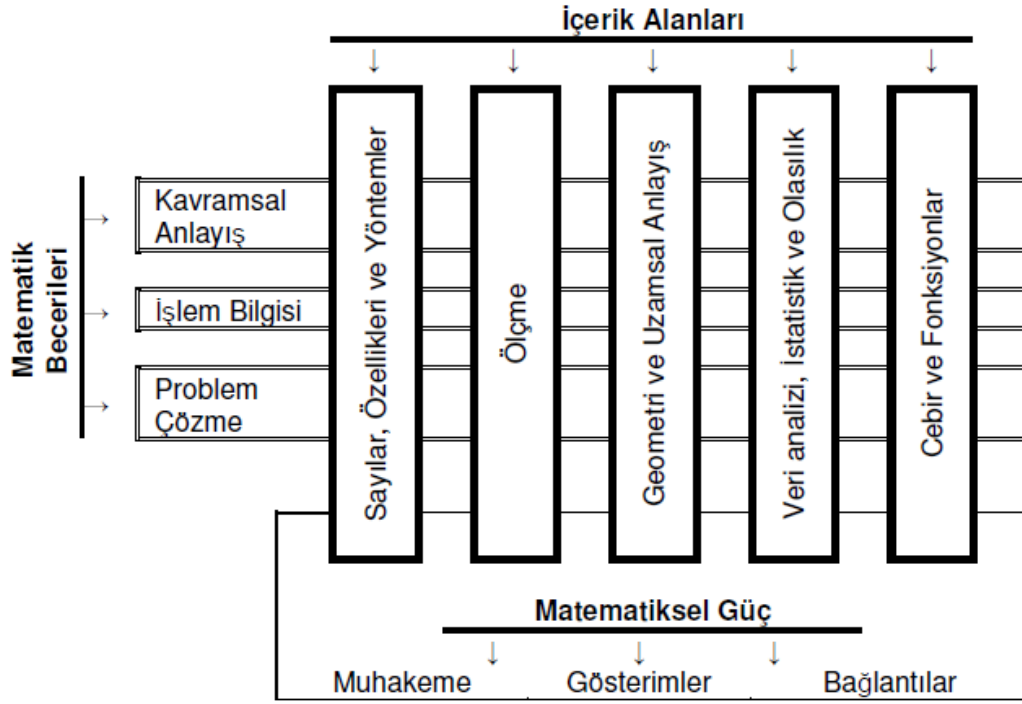 İçerik Alanları
Matematik
Becerileri
Kavramsal
Anlayış
İşlem Bilgisi
Problem
Çözme
Sayılar, Özellikleri ve Yöntemler
Ölçme
Geometri ve Uzamsal Anlayış
Veri analizi, İstatistik ve Olasılık
Cebir ve Fonksiyonlar
Matematiksel Güç
Muhakeme
Gösterimler
Bağlantılar